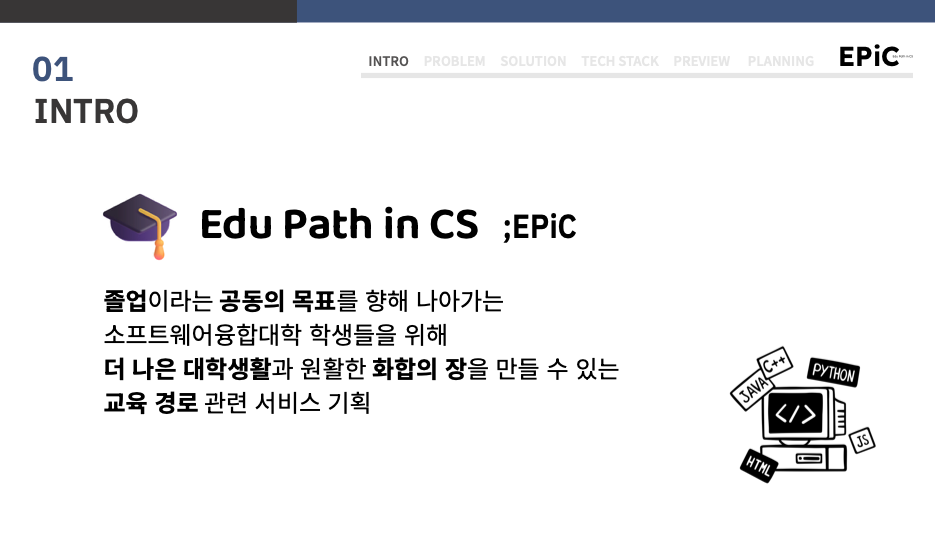 01
INTRO
INTRO PROBLEM SOLUTION TECH STACK PREVIEW PLANNING
EPiC
Edu Path in CS ;EPiC
졸업이라는 공동의 목표를 향해 나아가는
소프트웨어융합대학 학생들을 위해
더 나은 대학생활과 원활한 화합의 장을 만들 수 있는
교육 경로 관련 서비스 기획
C++
JAVA
PYTHON
</>
JS
HTML